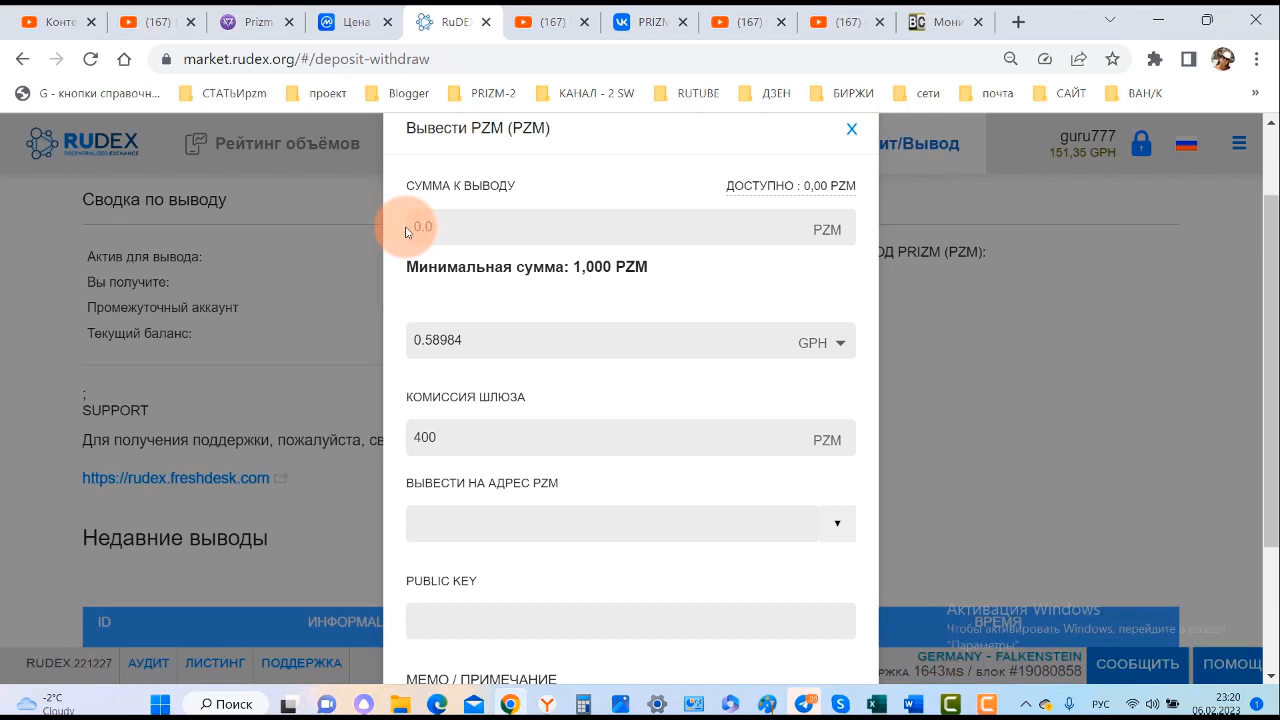 Конте
(167)
Prizm
Цена
RuDEX
(167)
PRIZM
(167)
(167)
Мони
market.rudex.org/#/deposit-withdraw
G - кнопки справочн...
СТАТЬИpzm
проект
Blogger
PRIZM-2
КАНАЛ - 2 SW
RUTUBE
ДЗЕН
БИРЖИ
сети
почта
САЙТ
ВАН/К
»
RUDEX
DECENTRALIZED EXCHANGE
Рейтинг объёмов
ит/Вывод
guru777
151,35 GPH
Вывести PZM (PZM)
X
СУММА К ВЫВОДУ
ДОСТУПНО : 0,00 PZM
0.0
PZM
Минимальная сумма: 1,000 PZM
0.58984
GPH
КОМИССИЯ ШЛЮЗА
400
PZM
ВЫВЕСТИ НА АДРЕС PZM
PUBLIC KEY
МЕМО / ПРИМЕЧАНИЕ
Сводка по выводу
Актив для вывода:
Вы получите:
Промежуточный аккаунт
Текущий баланс:
ОД PRIZM (PZM):
;
SUPPORT
Для получения поддержки, пожалуйста, св
https://rudex.freshdesk.com
Недавние выводы
ID
ИНФОРМАЦ
ВРЕМЯ
Активация Windows
Чтобы активировать Windows, перейдите в раздел
"Параметры".
RUDEX 221227
АУДИТ
ЛИСТИНГ
ПОДДЕРЖКА
GERMANY - FALKENSTEIN
РЖКА 1643MS / блок #19080858
СООБЩИТЬ
ПОМОЩ
-2°C
Cloudy
Поиск
РУС
23:20
06.02.2023
1